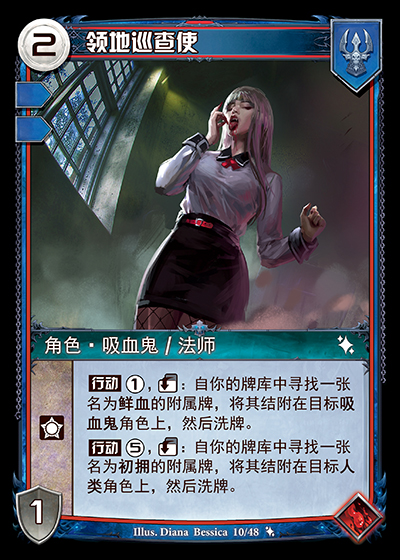 2
领地巡查使
角色·吸血鬼 / 法师
行动 1, : 自你的牌库中寻找一张
名为鲜血的附属牌，将其结附在目标吸
血鬼角色上，然后洗牌。
行动 5, : 自你的牌库中寻找一张
名为初拥的附属牌，将其结附在目标人
类角色上，然后洗牌。
1
Illus. Diana Bessica 10/48